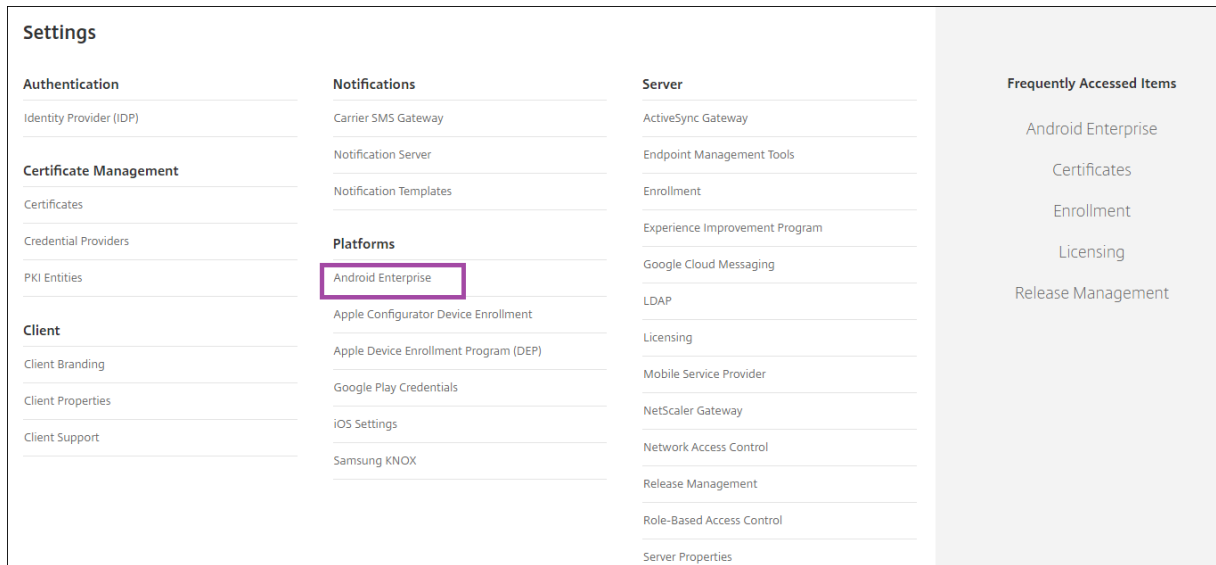 Settings
Authentication
Identity Provider (IDP)
Certificate Management
Certificates
Credential Providers
PKI Entities
Client
Client Branding
Client Properties
Client Support
Notifications
Carrier SMS Gateway
Notification Server
Notification Templates
Platforms
Android Enterprise
Apple Configurator Device Enrollment
Apple Device Enrollment Program (DEP)
Google Play Credentials
iOS Settings
Samsung KNOX
Server
ActiveSync Gateway
Endpoint Management Tools
Enrollment
Experience Improvement Program
Google Cloud Messaging
LDAP
Licensing
Mobile Service Provider
NetScaler Gateway
Network Access Control
Release Management
Role-Based Access Control
Server Properties
Frequently Accessed Items
Android Enterprise
Certificates
Enrollment
Licensing
Release Management